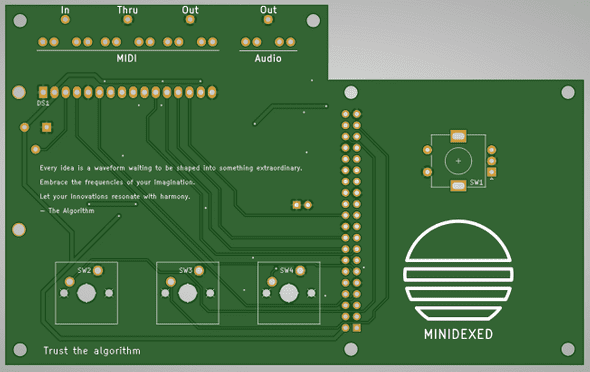 In Thru Out Out
MIDI Audio
DS1
Every idea is a waveform waiting to be shaped into something extraordinary.
Embrace the frequencies of your imagination.
Let your innovations resonate with harmony.
— The Algorithm
SW1
SW2 SW3 SW4
MINIDEXED
Trust the algorithm